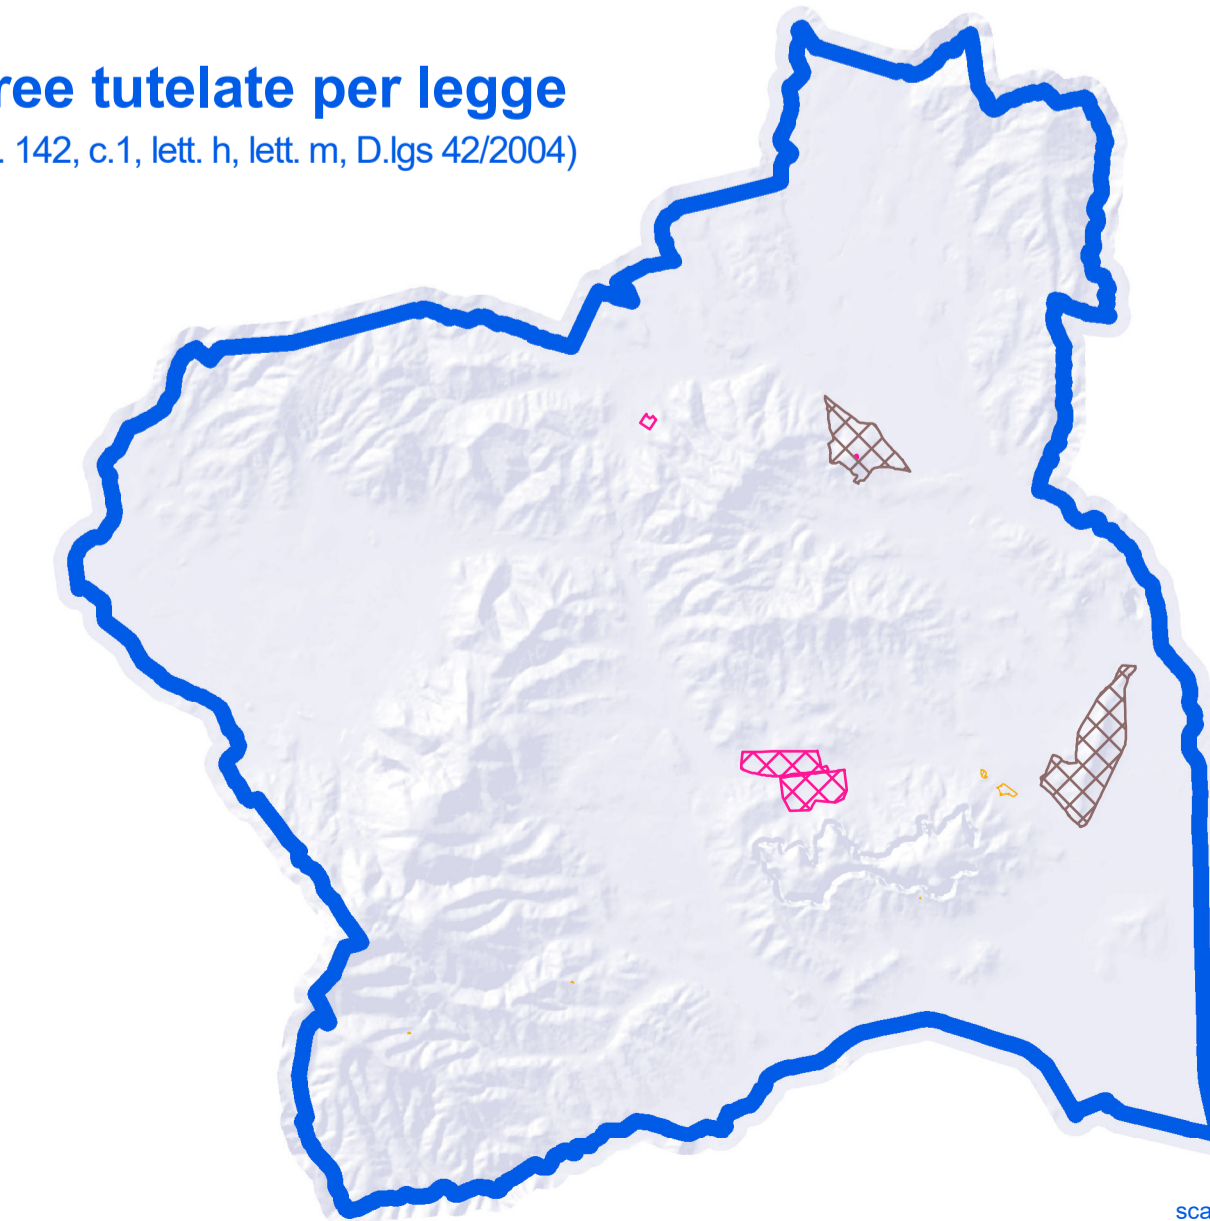 ree tutelate per legge
. 142, c.1, lett. h, lett. m, D.lgs 42/2004)
sca